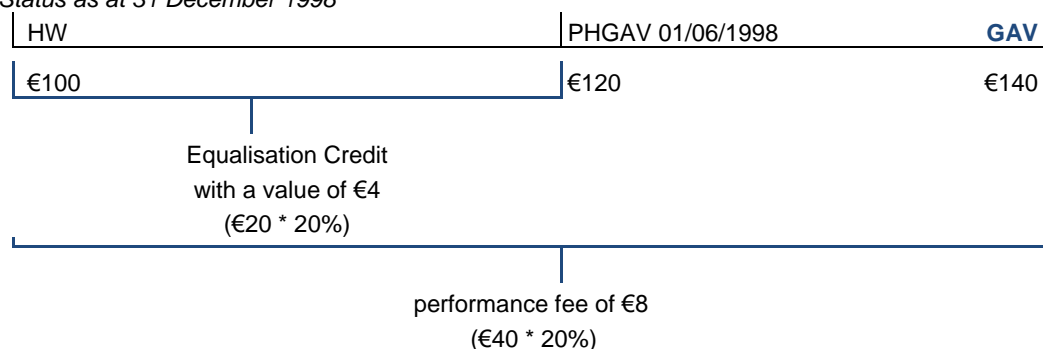 Status as at 31 December 1998
HW PHGAV 01/06/1998 GAV
€100 €120 €140
Equalisation Credit
with a value of €4
(€20 * 20%)
performance fee of €8
(€40 * 20%)